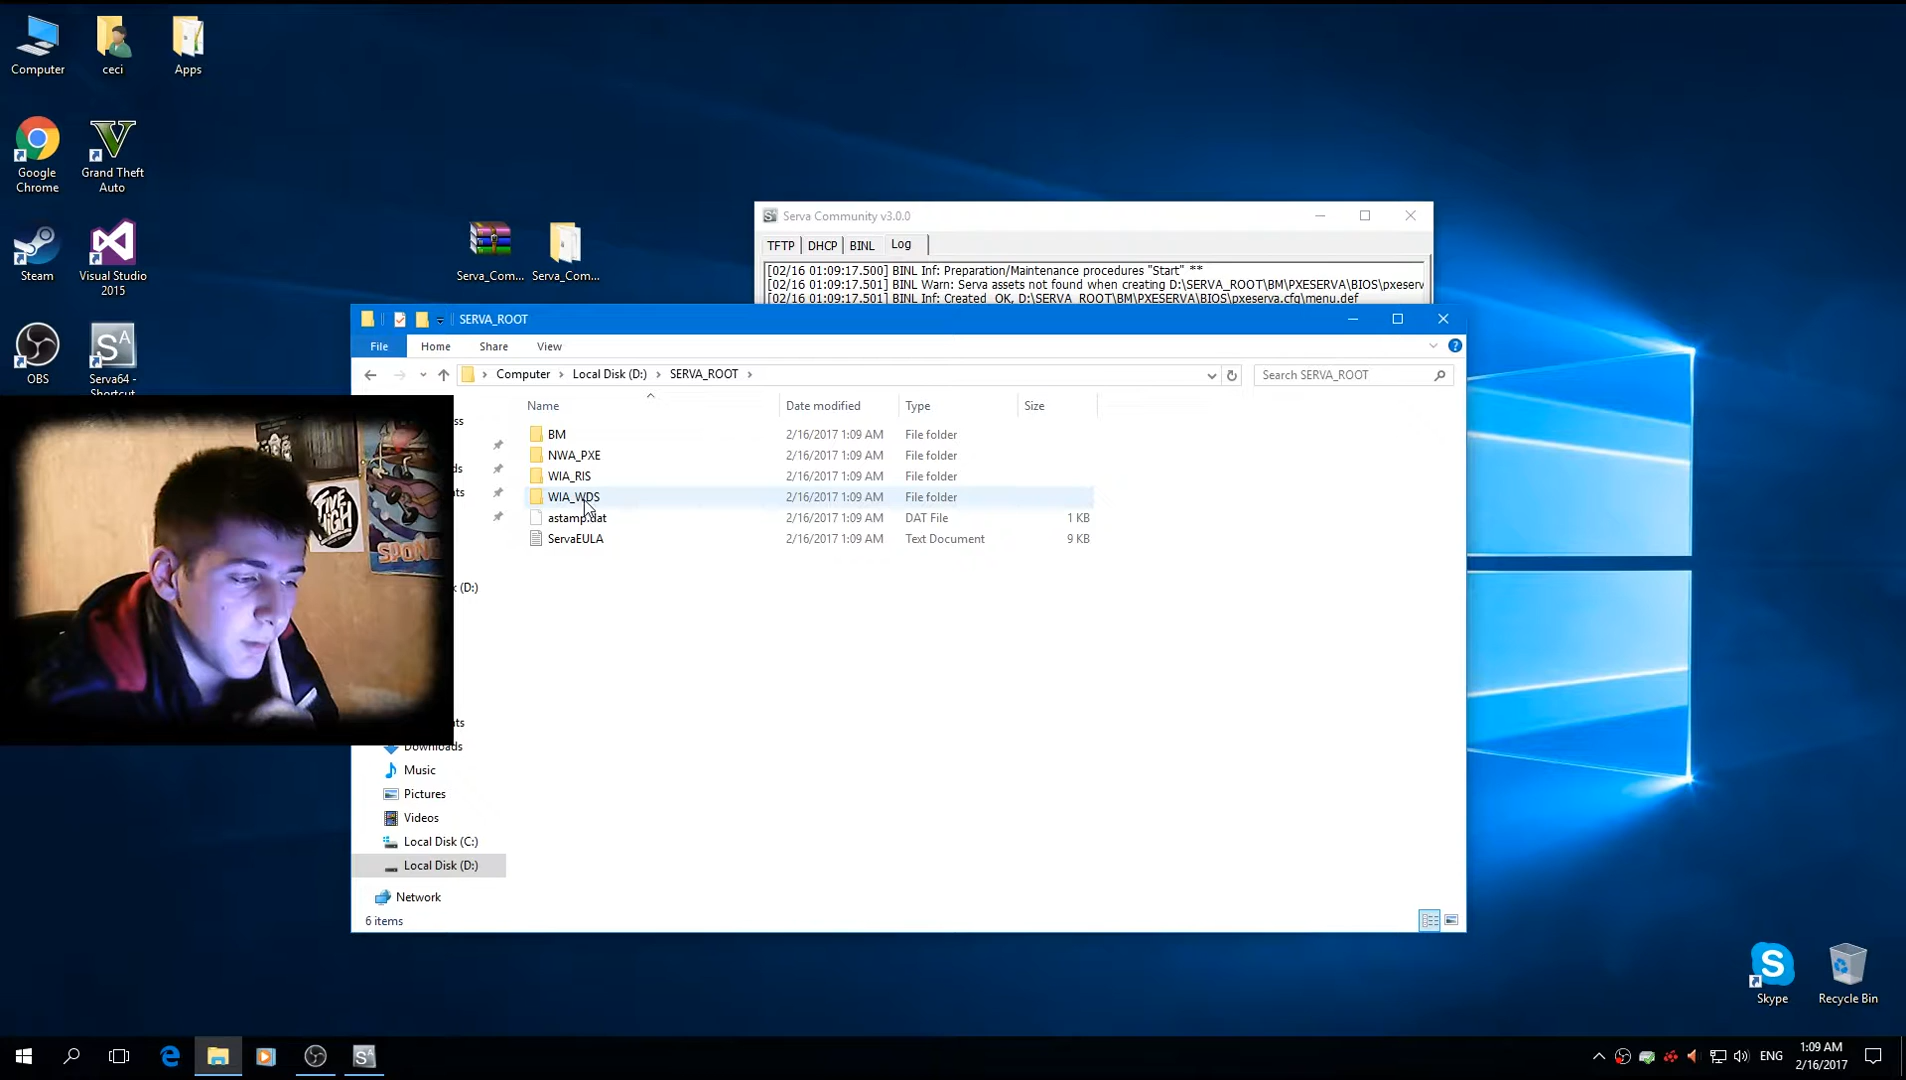 Computer
ceci
Apps
Google Chrome
Grand Theft Auto
Steam
Visual Studio 2015
OBS
Serva64 - Shortcut
Serva_Com...
Serva_Com...
Serva Community v3.0.0
TFTP DHCP BINL Log
[02/16 01:09:17.500] BINL Inf: Preparation/Maintenance procedures "Start" **
[02/16 01:09:17.501] BINL Warn: Serva assets not found when creating D:\SERVA_ROOT\BM\PXESERVA\BIOS\pxeserv
[02/16 01:09:17.501] BINL Inf: Created OK, D:\SERVA_ROOT\BM\PXESERVA\BIOS\pxeserva.cfg\menu.def
SERVA_ROOT
File Home Share View
Computer Local Disk (D:) SERVA_ROOT
Search SERVA_ROOT
Name Date modified Type Size
BM 2/16/2017 1:09 AM File folder
NWA_PXE 2/16/2017 1:09 AM File folder
WIA_RIS 2/16/2017 1:09 AM File folder
WIA_WDS 2/16/2017 1:09 AM File folder
astamp.dat 2/16/2017 1:09 AM DAT File 1 KB
ServaEULA 2/16/2017 1:09 AM Text Document 9 KB
ss
ds
nts
k (D:)
nts
Downloads
Music
Pictures
Videos
Local Disk (C:)
Local Disk (D:)
Network
6 items
FIVE HIGH
SPON
Skype
Recycle Bin
ENG
1:09 AM
2/16/2017